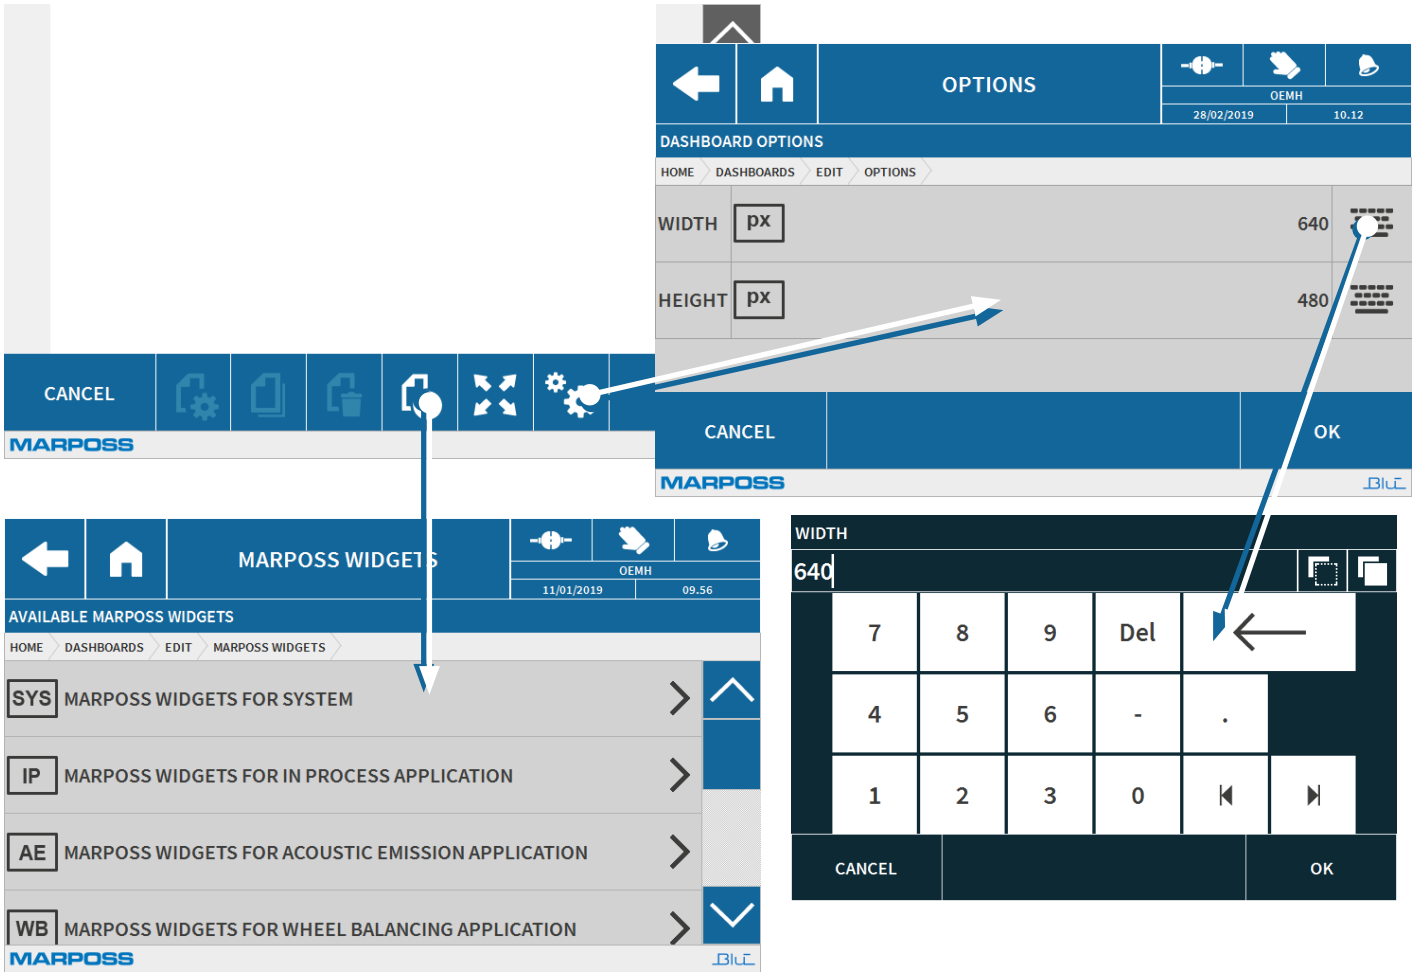 OPTIONS
OEMH
28/02/2019 10.12
DASHBOARD OPTIONS
HOME DASHBOARDS EDIT OPTIONS
WIDTH px 640
HEIGHT px 480
CANCEL OK
MARPOSS Blú
CANCEL
MARPOSS
MARPOSS WIDGETS
OEMH
11/01/2019 09.56
AVAILABLE MARPOSS WIDGETS
HOME DASHBOARDS EDIT MARPOSS WIDGETS
SYS MARPOSS WIDGETS FOR SYSTEM
IP MARPOSS WIDGETS FOR IN PROCESS APPLICATION
AE MARPOSS WIDGETS FOR ACOUSTIC EMISSION APPLICATION
WB MARPOSS WIDGETS FOR WHEEL BALANCING APPLICATION
MARPOSS Blú
WIDTH
640
7 8 9 Del
4 5 6 - .
1 2 3 0
CANCEL OK